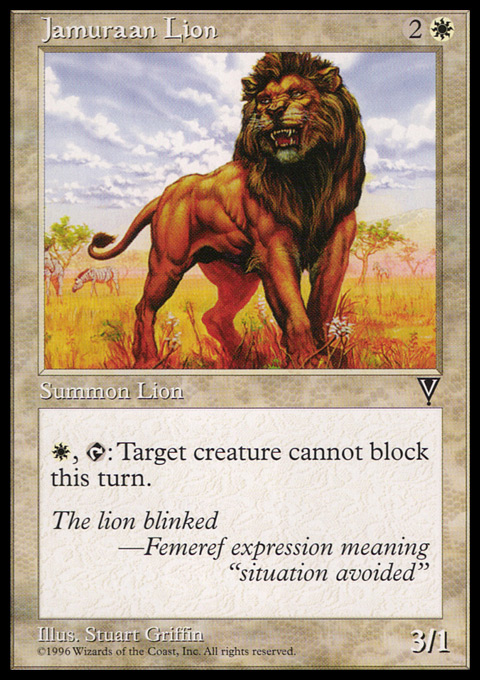 Jamuraan Lion 2
Summon Lion
, : Target creature cannot block
this turn.
The lion blinked
—Femeref expression meaning
“situation avoided”
Illus. Stuart Griffin
3/1
©1996 Wizards of the Coast, Inc. All rights reserved.